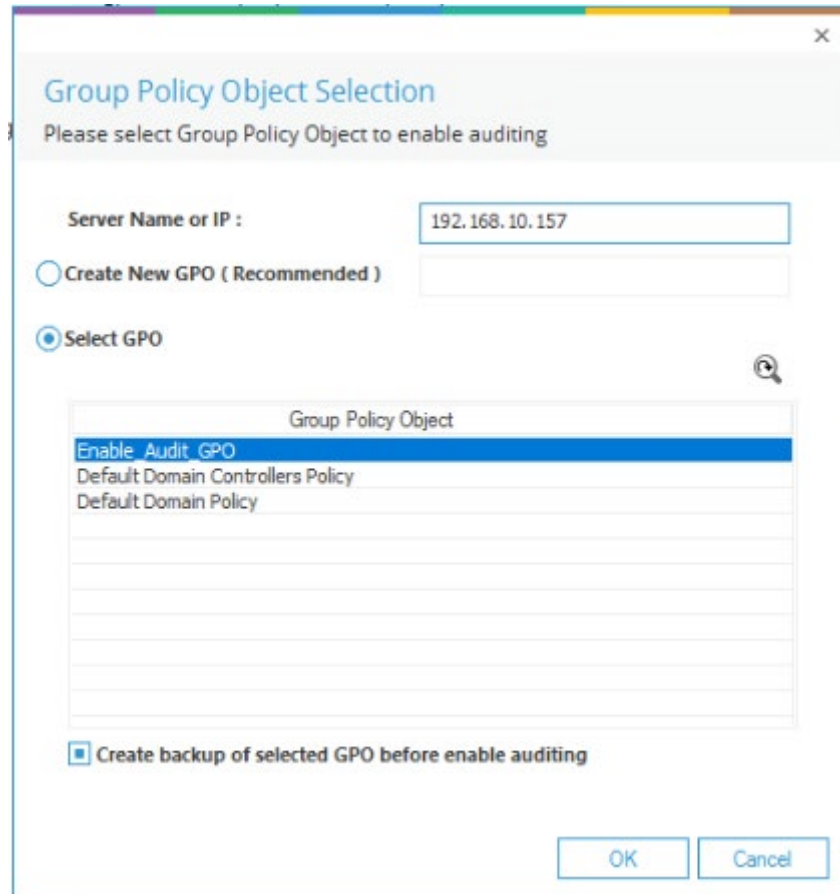 Group Policy Object Selection
Please select Group Policy Object to enable auditing
Server Name or IP : 192.168.10.157
Create New GPO ( Recommended )
Select GPO
Group Policy Object
Enable_Audit_GPO
Default Domain Controllers Policy
Default Domain Policy
Create backup of selected GPO before enable auditing
OK Cancel